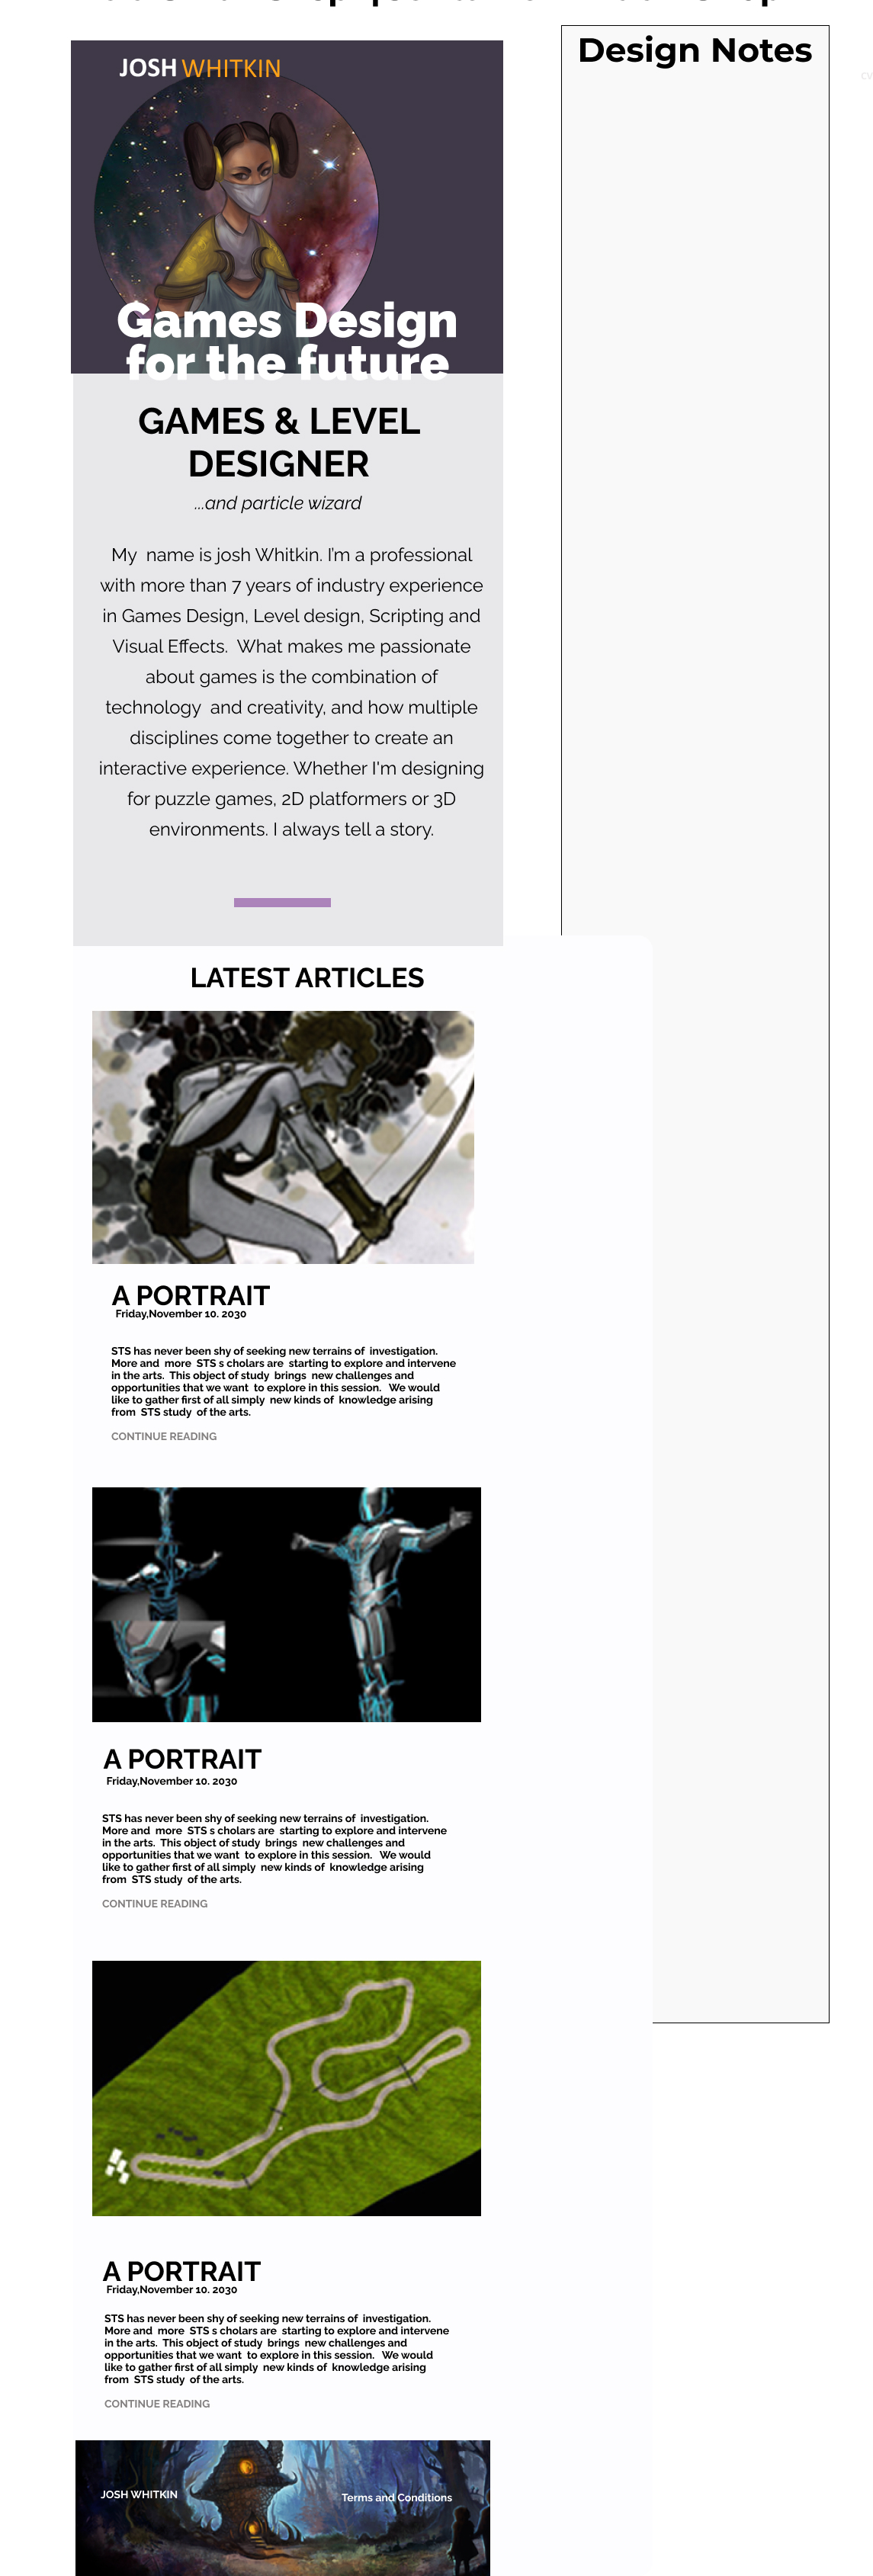 Design Notes
CV
JOSH WHITKIN
Games Design
for the future
GAMES & LEVEL
DESIGNER
...and particle wizard
My  name is josh Whitkin. I'm a professional
with more than 7 years of industry experience
in Games Design, Level design, Scripting and
Visual Effects.  What makes me passionate
about games is the combination of
technology  and creativity, and how multiple
disciplines come together to create an
interactive experience. Whether I'm designing
for puzzle games, 2D platformers or 3D
environments. I always tell a story.
LATEST ARTICLES
A PORTRAIT
Friday,November 10. 2030
STS has never been shy of seeking new terrains of  investigation.
More and  more  STS s cholars are  starting to explore and intervene
in the arts.  This object of study  brings  new challenges and
opportunities that we want  to explore in this session.   We would
like to gather first of all simply  new kinds of  knowledge arising
from  STS study  of the arts.
CONTINUE READING
A PORTRAIT
Friday,November 10. 2030
STS has never been shy of seeking new terrains of  investigation.
More and  more  STS s cholars are  starting to explore and intervene
in the arts.  This object of study  brings  new challenges and
opportunities that we want  to explore in this session.   We would
like to gather first of all simply  new kinds of  knowledge arising
from  STS study  of the arts.
CONTINUE READING
A PORTRAIT
Friday,November 10. 2030
STS has never been shy of seeking new terrains of  investigation.
More and  more  STS s cholars are  starting to explore and intervene
in the arts.  This object of study  brings  new challenges and
opportunities that we want  to explore in this session.   We would
like to gather first of all simply  new kinds of  knowledge arising
from  STS study  of the arts.
CONTINUE READING
JOSH WHITKIN
Terms and Conditions